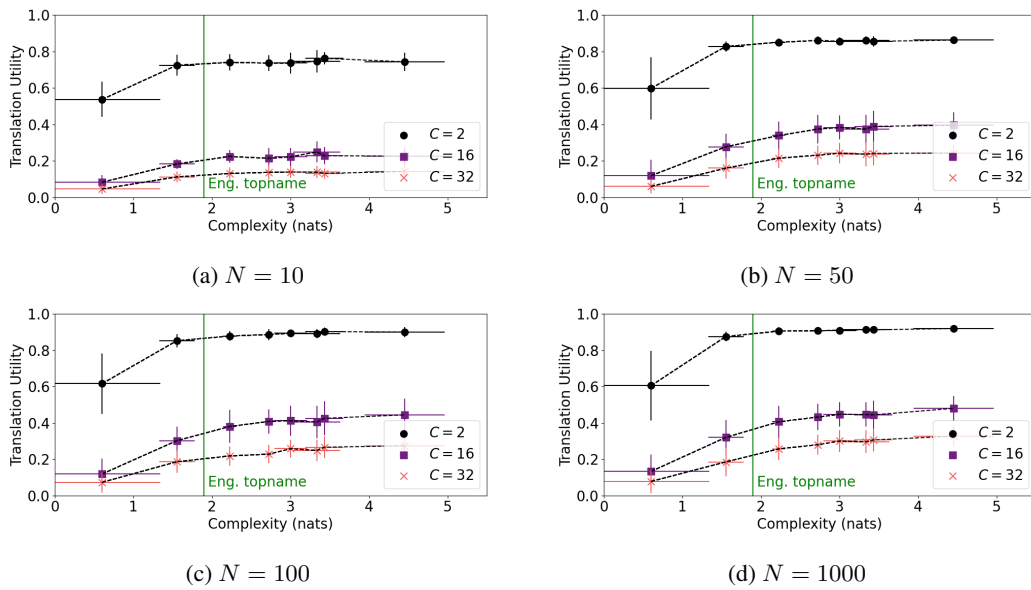 1.0
0.8
0.6
0.4
0.2
0.0
Translation Utility
C = 2
C = 16
C = 32
Eng. topname
0 1 2 3 4 5
Complexity (nats)
(a) N = 10
1.0
0.8
0.6
0.4
0.2
0.0
Translation Utility
C = 2
C = 16
C = 32
Eng. topname
0 1 2 3 4 5
Complexity (nats)
(b) N = 50
1.0
0.8
0.6
0.4
0.2
0.0
Translation Utility
C = 2
C = 16
C = 32
Eng. topname
0 1 2 3 4 5
Complexity (nats)
(c) N = 100
1.0
0.8
0.6
0.4
0.2
0.0
Translation Utility
C = 2
C = 16
C = 32
Eng. topname
0 1 2 3 4 5
Complexity (nats)
(d) N = 1000